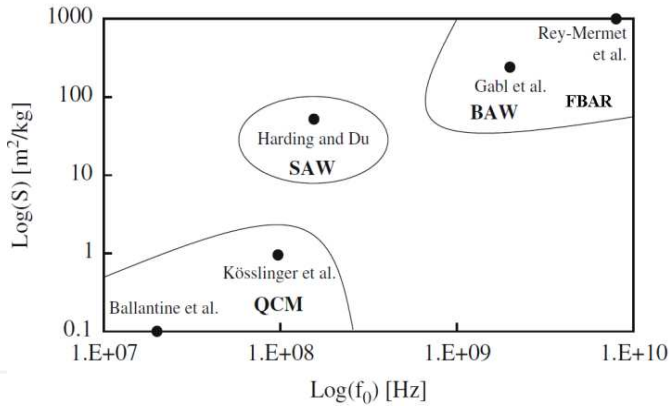 1000
100
10
1
0.1
Log(S) [m²/kg]
Rey-Mermet
et al.
Gabl et al.
BAW
FBAR
Harding and Du
SAW
Kösslinger et al.
Ballantine et al.
QCM
1.E+07
1.E+08
1.E+09
1.E+10
Log(f₀) [Hz]